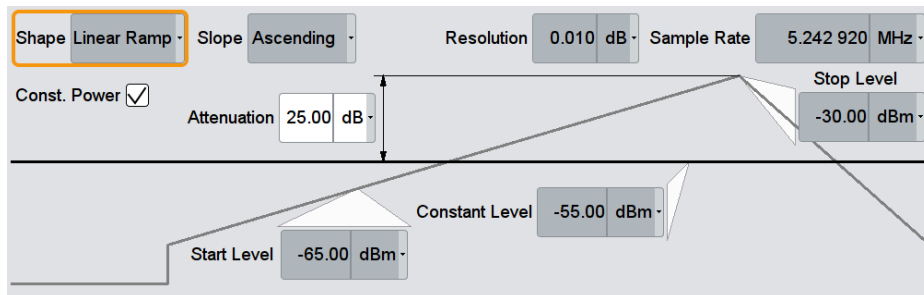 Shape Linear Ramp Slope Ascending Resolution 0.010 dB Sample Rate 5.242 920 MHz
Const. Power Stop Level
Attenuation 25.00 dB -30.00 dBm
Constant Level -55.00 dBm
Start Level -65.00 dBm